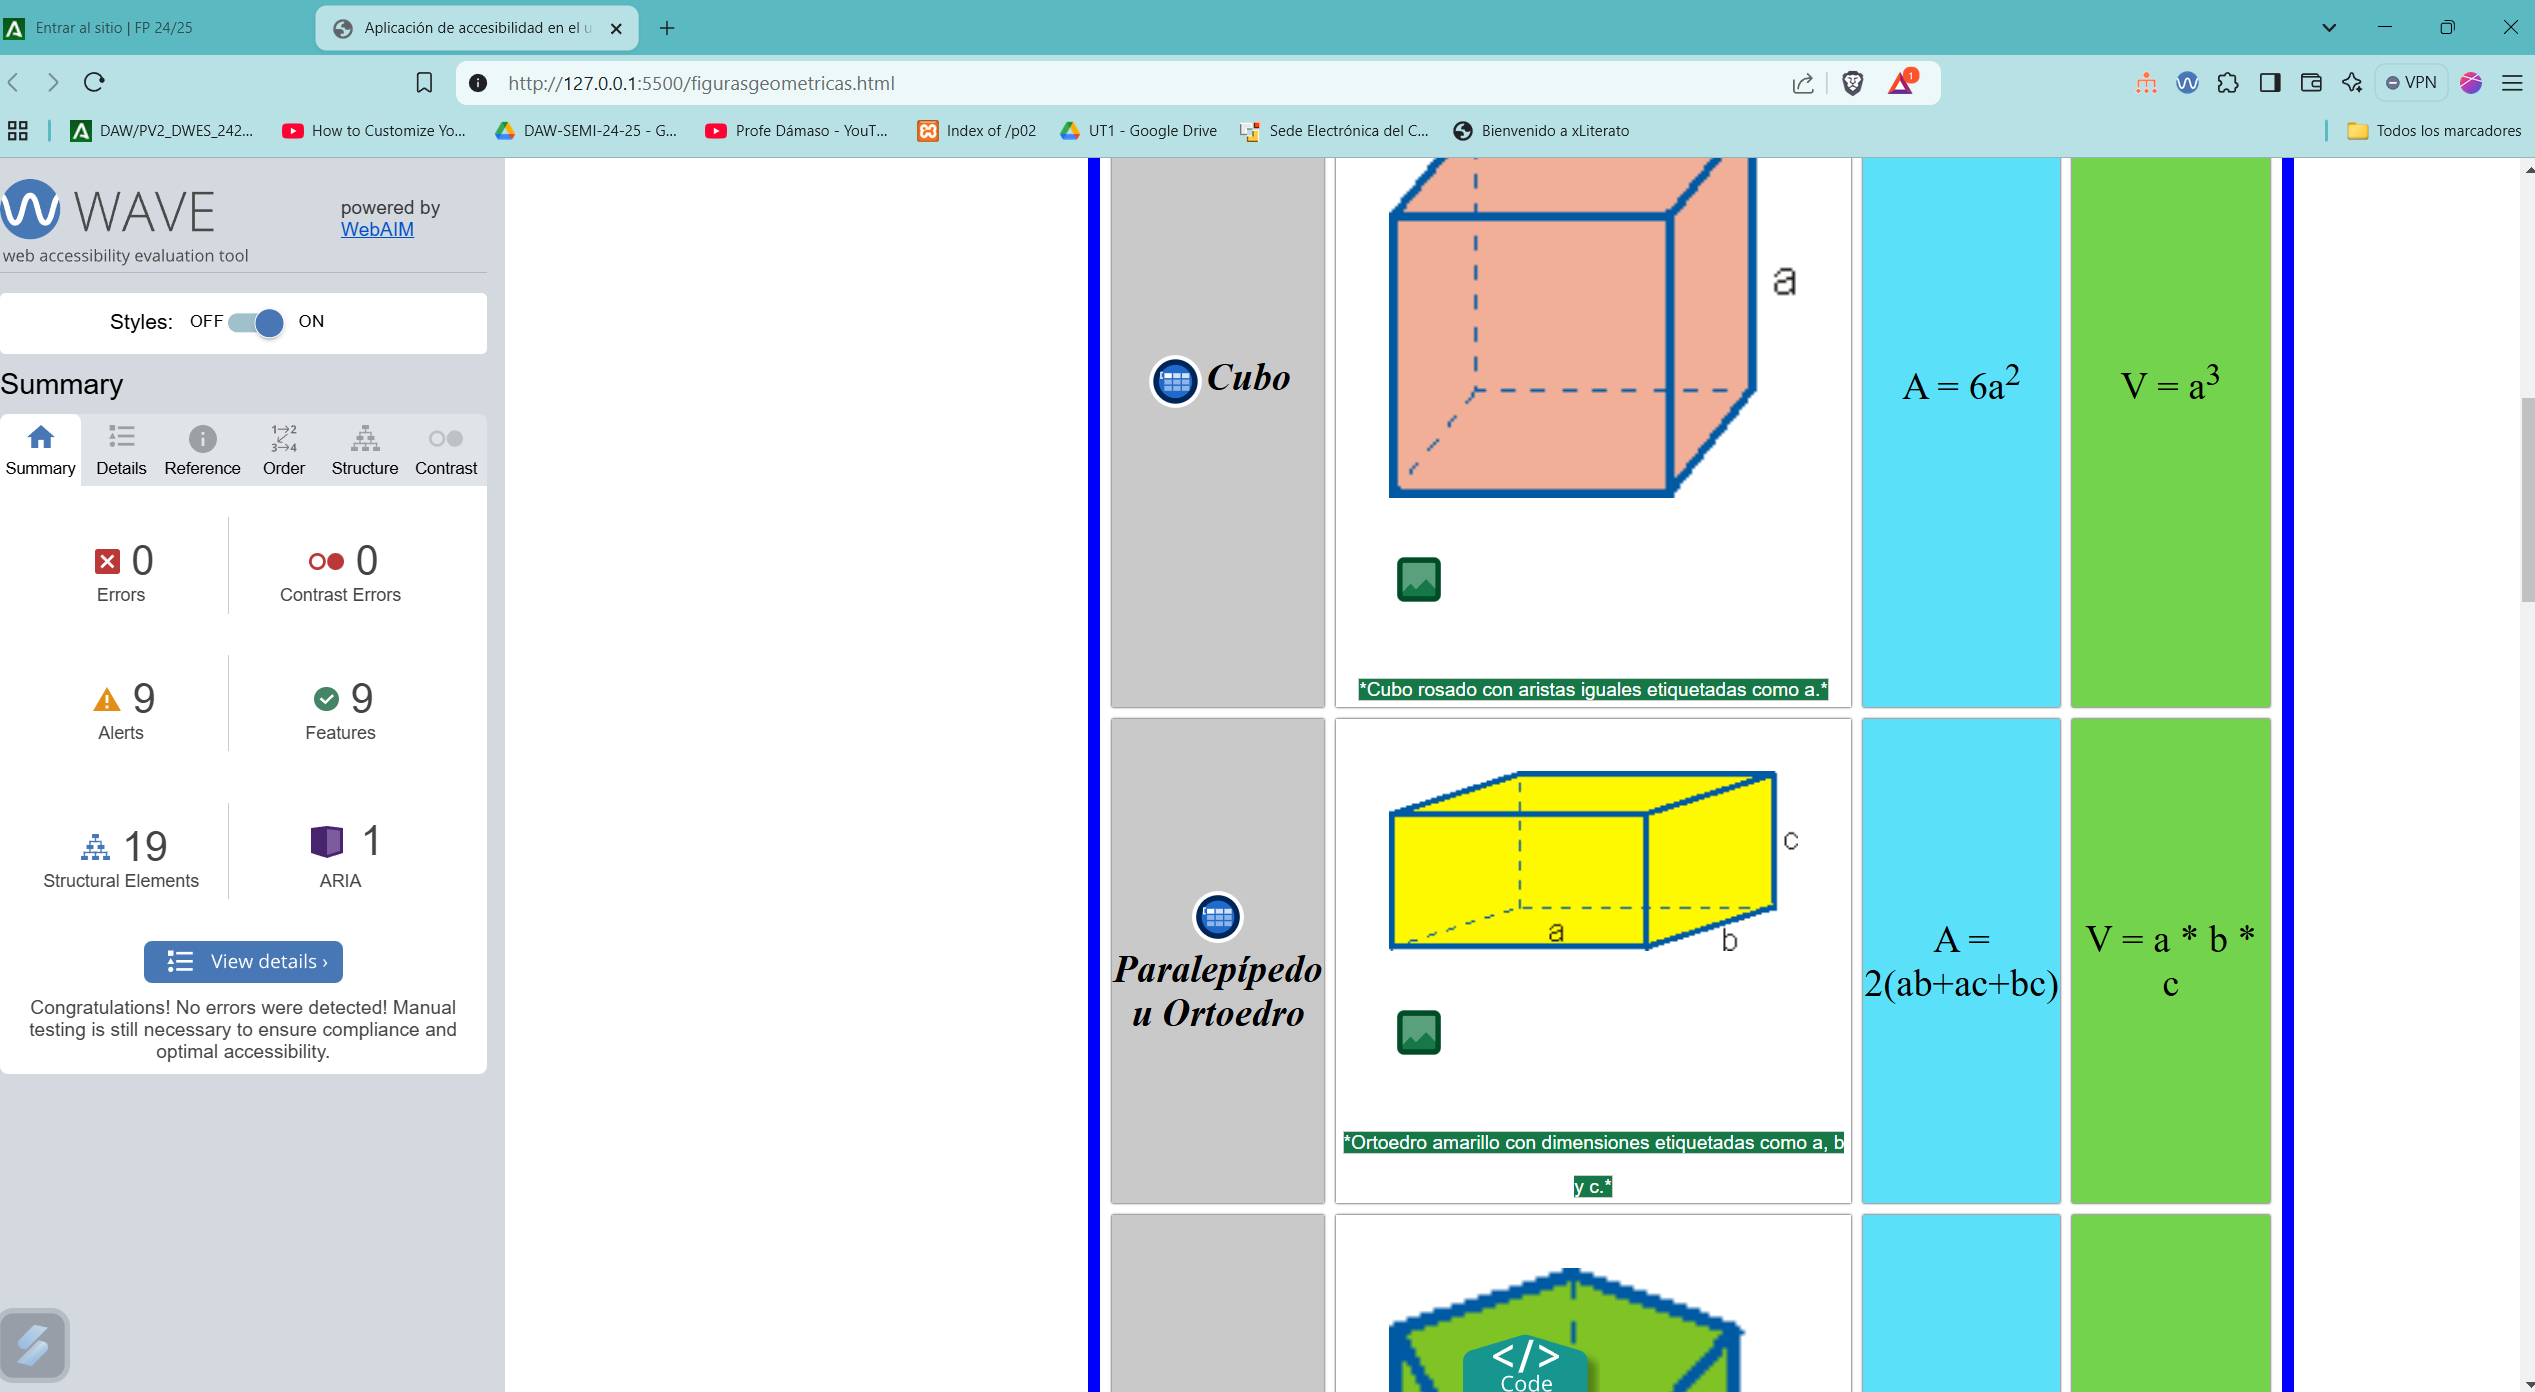 Entrar al sitio | FP 24/25
Aplicación de accesibilidad en el u
http://127.0.0.1:5500/figurasgeometricas.html
1
VPN
DAW/PV2_DWES_242...
How to Customize Yo...
DAW-SEMI-24-25 - G...
Profe Dámaso - YouT...
Index of /p02
UT1 - Google Drive
Sede Electrónica del C...
Bienvenido a xLiterato
Todos los marcadores
WAVE
powered by
WebAIM
web accessibility evaluation tool
Styles: OFF ON
Summary
Summary
Details
Reference
1→2
3→4
Order
Structure
Contrast
0
Errors
0
Contrast Errors
9
Alerts
9
Features
19
Structural Elements
1
ARIA
View details ›
Congratulations! No errors were detected! Manual
testing is still necessary to ensure compliance and
optimal accessibility.
Cubo
a
*Cubo rosado con aristas iguales etiquetadas como a.*
A = 6a²
V = a³
Paralepípedo
u Ortoedro
c
a
b
*Ortoedro amarillo con dimensiones etiquetadas como a, b
y c.*
A =
2(ab+ac+bc)
V = a * b *
c
</>
Code